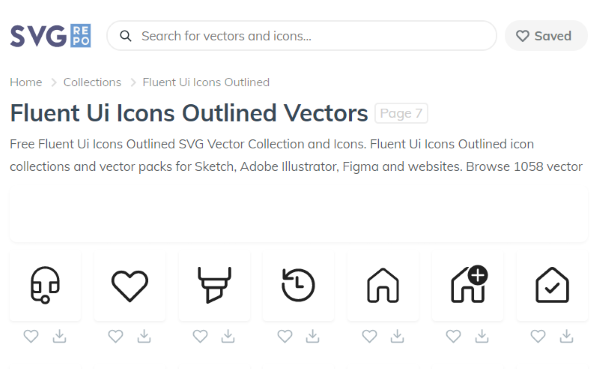 SVG REPO
Search for vectors and icons...
Saved
Home > Collections > Fluent Ui Icons Outlined
Fluent Ui Icons Outlined Vectors Page 7
Free Fluent Ui Icons Outlined SVG Vector Collection and Icons. Fluent Ui Icons Outlined icon
collections and vector packs for Sketch, Adobe Illustrator, Figma and websites. Browse 1058 vector